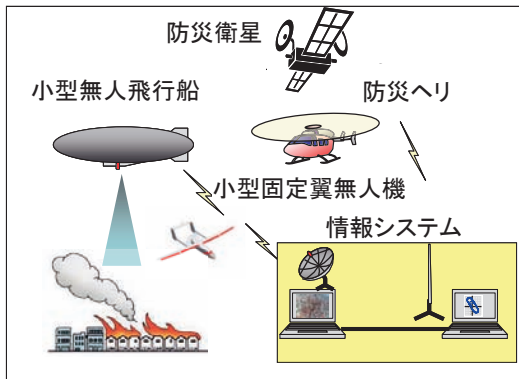 防災衛星
小型無人飛行船
防災ヘリ
小型固定翼無人機
情報システム